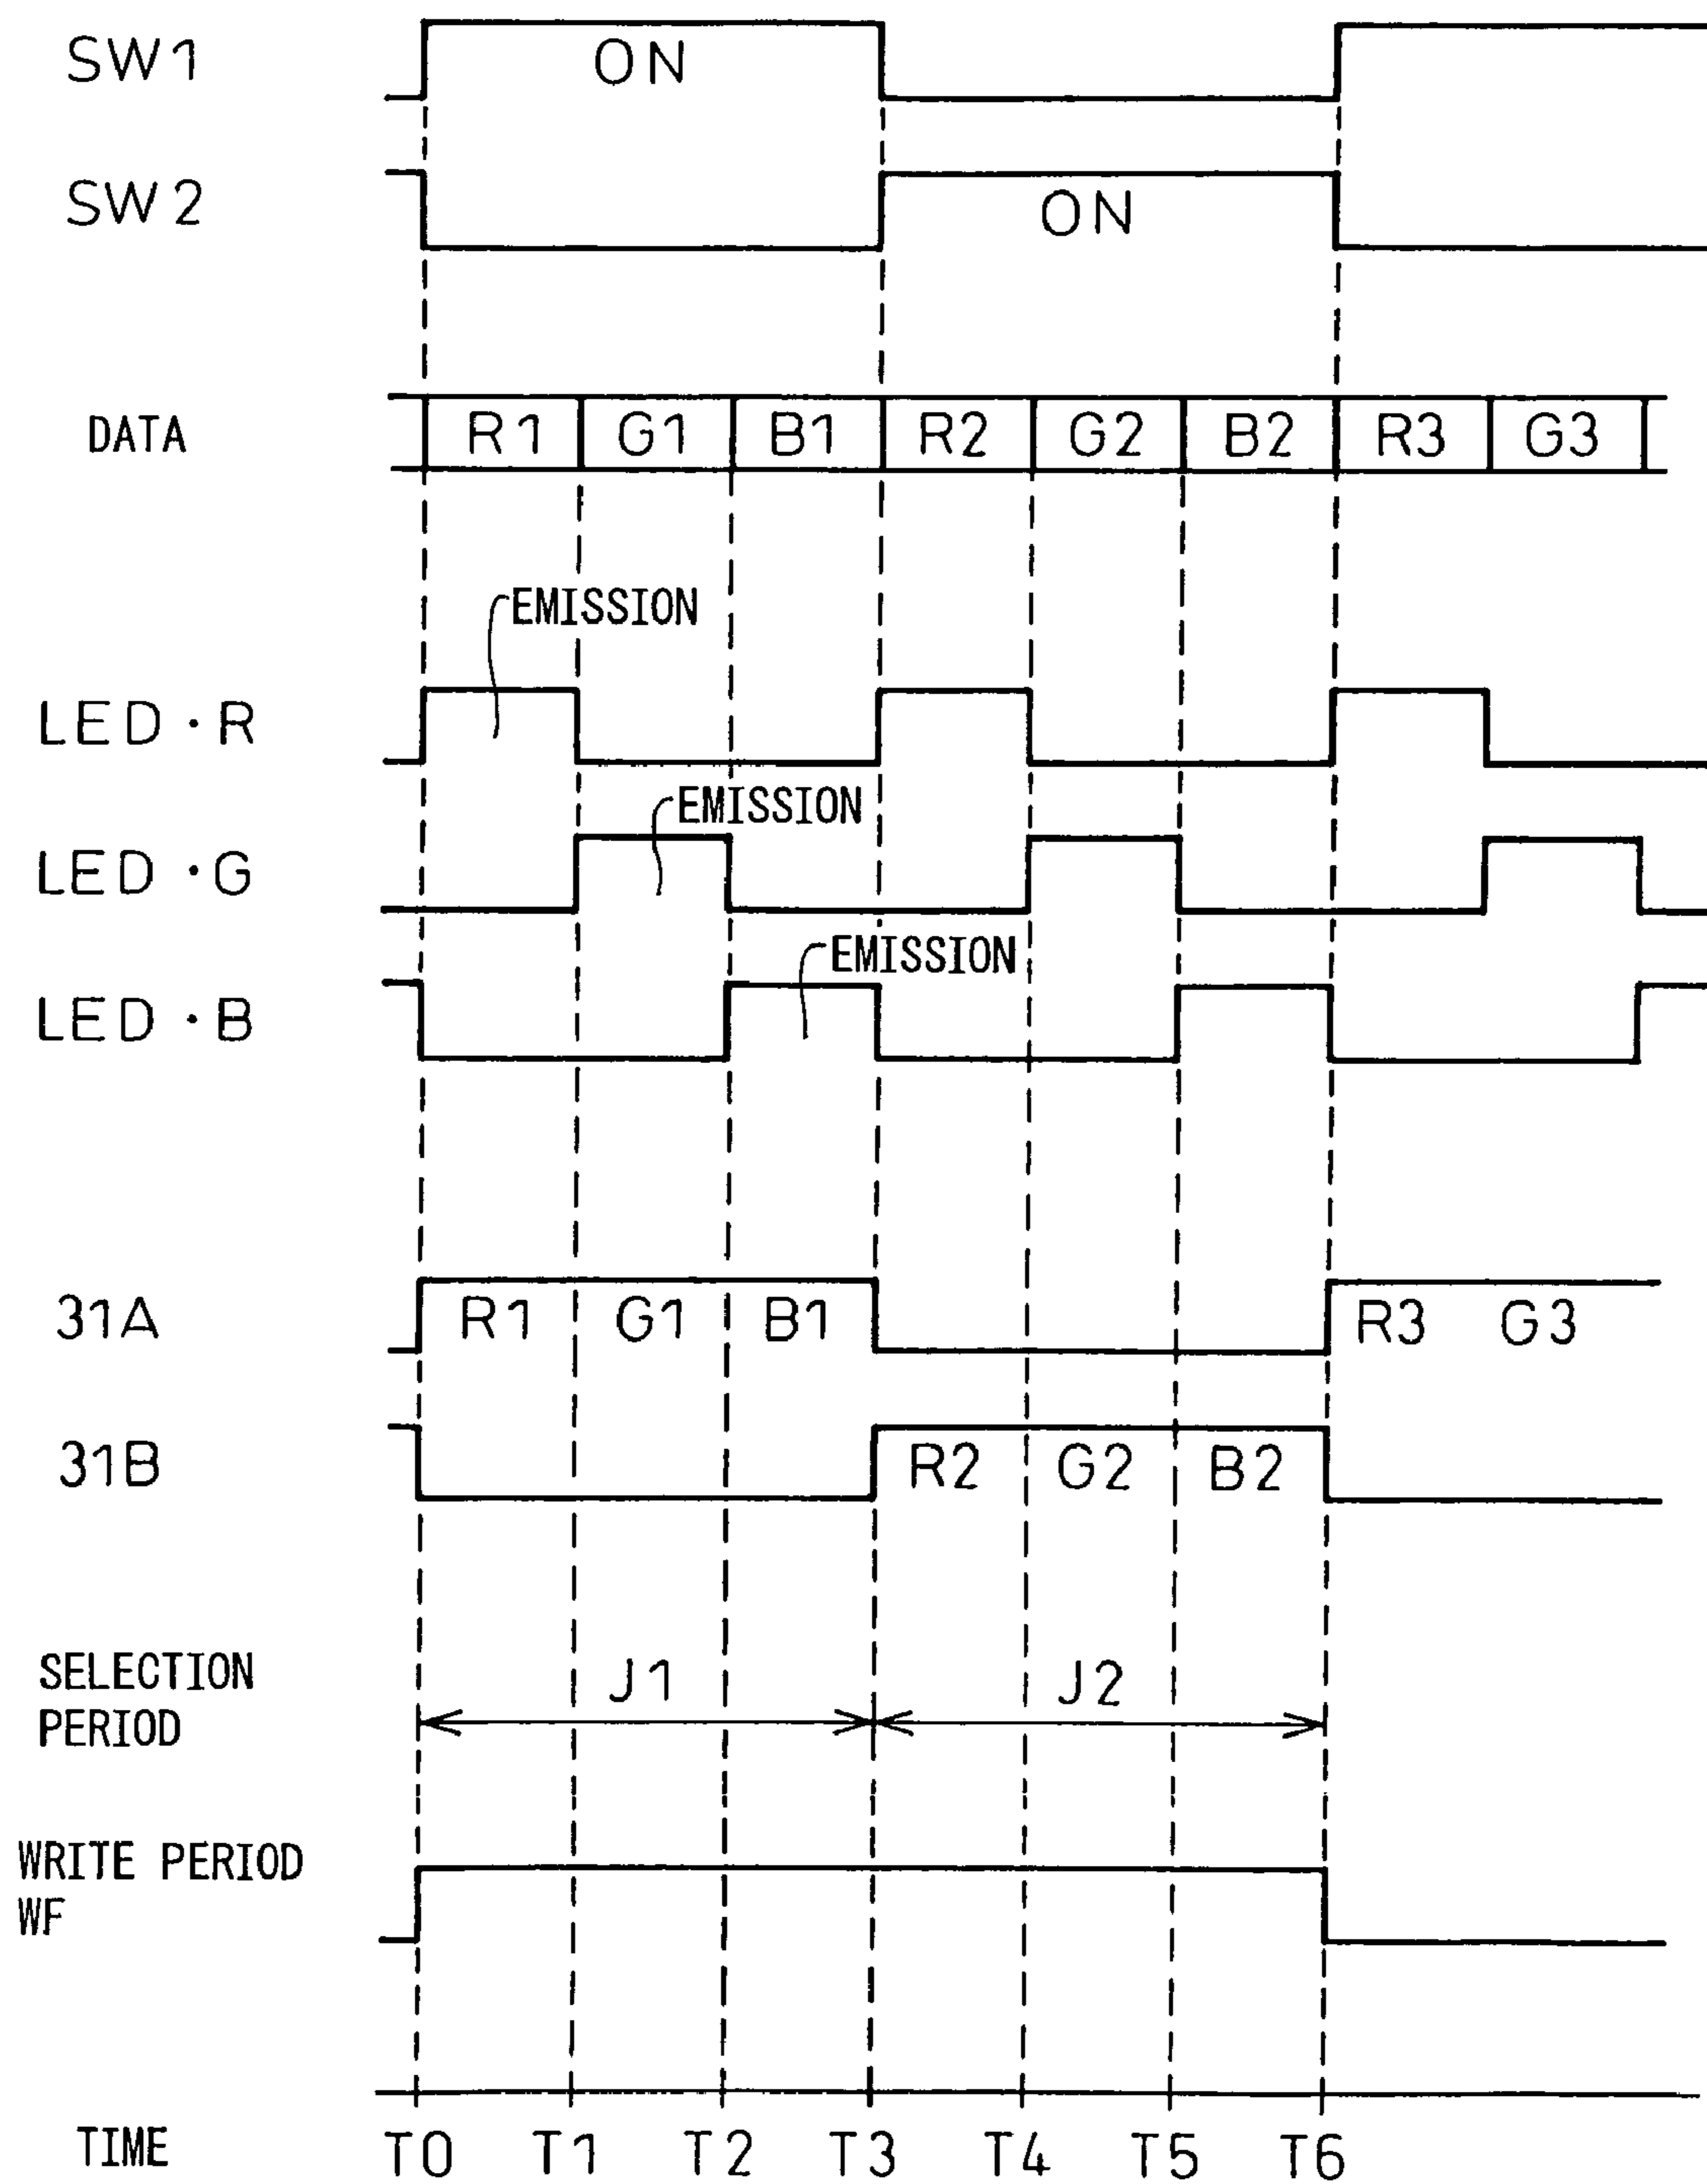 SW1 ON
SW2 ON
DATA R1 G1 B1 R2 G2 B2 R3 G3
EMISSION
LED・R
EMISSION
LED・G
EMISSION
LED・B
31A R1 G1 B1 R3 G3
31B R2 G2 B2
SELECTION
PERIOD
J1 J2
WRITE PERIOD
WF
TIME T0 T1 T2 T3 T4 T5 T6